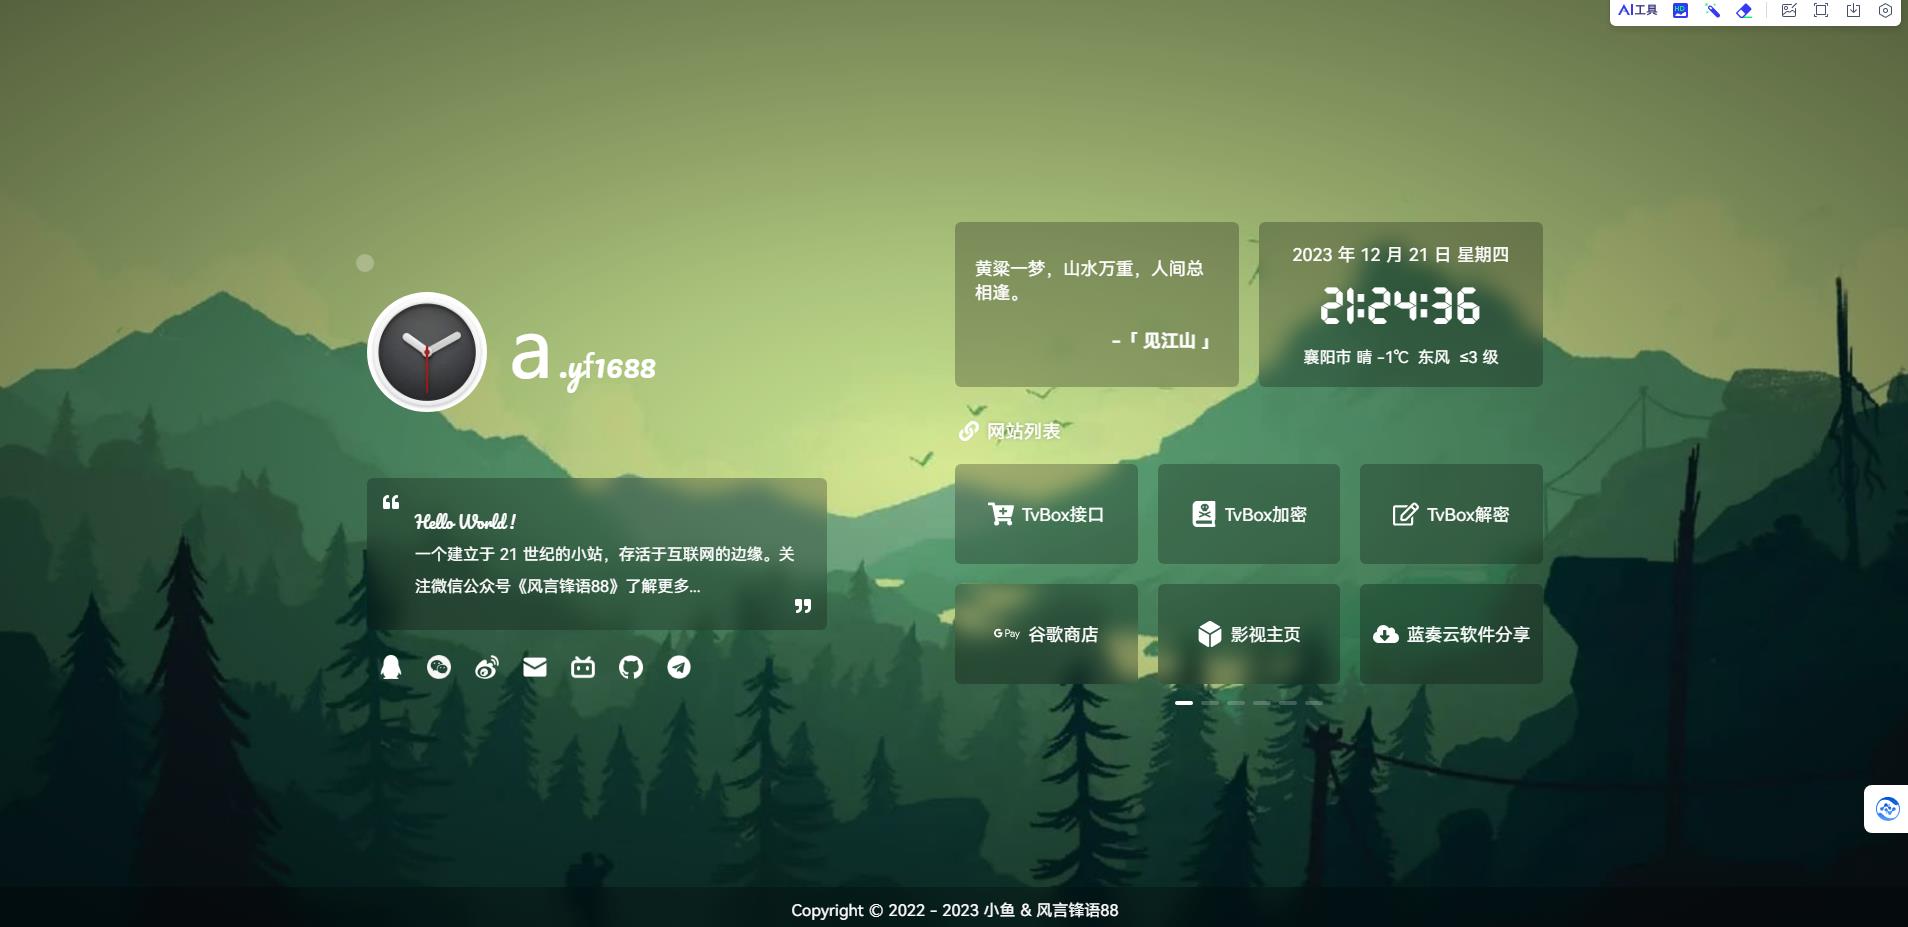 AI工具
HD
黄粱一梦，山水万重，人间总
相逢。
-「 见江山 」
2023 年 12 月 21 日 星期四
21:24:36
襄阳市 晴 -1℃ 东风 ≤3 级
a .yf1688
网站列表
Hello World !
一个建立于 21 世纪的小站，存活于互联网的边缘。关
注微信公众号《风言锋语88》了解更多...
TvBox接口
TvBox加密
TvBox解密
G Pay 谷歌商店
影视主页
蓝奏云软件分享
Copyright © 2022 - 2023 小鱼 & 风言锋语88